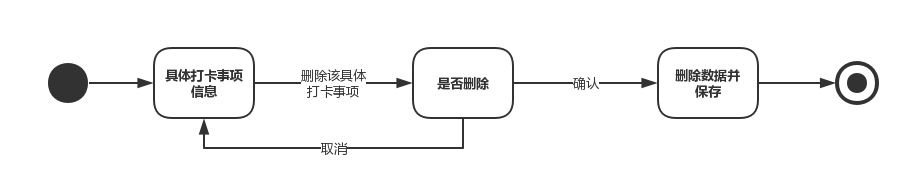 具体打卡事项
信息
删除该具体
打卡事项
是否删除
确认
删除数据并
保存
取消